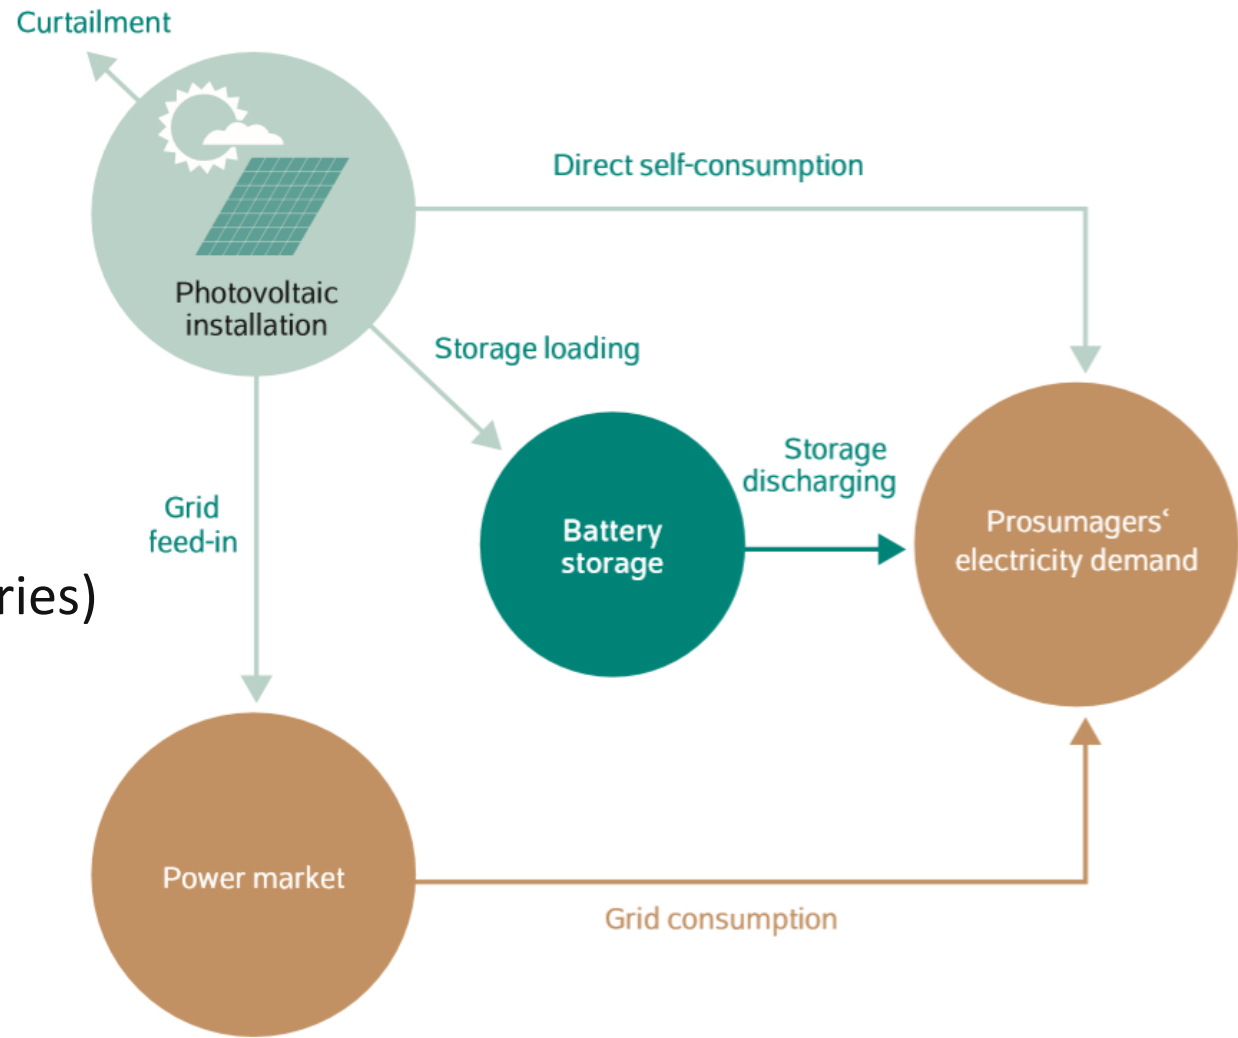 Curtailment
Direct self-consumption
Photovoltaic
installation
Storage loading
Storage
discharging
Grid
feed-in
Battery
storage
Prosumagers‘
electricity demand
ries)
Power market
Grid consumption